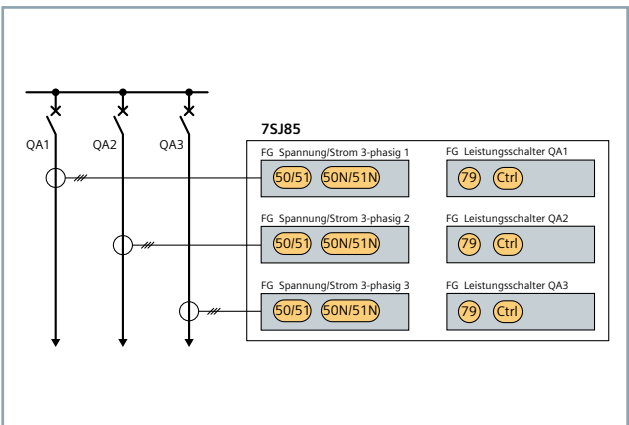 7SJ85
QA1 QA2 QA3
FG Spannung/Strom 3-phasig 1 FG Leistungsschalter QA1
50/51 50N/51N 79 Ctrl
FG Spannung/Strom 3-phasig 2 FG Leistungsschalter QA2
50/51 50N/51N 79 Ctrl
FG Spannung/Strom 3-phasig 3 FG Leistungsschalter QA3
50/51 50N/51N 79 Ctrl